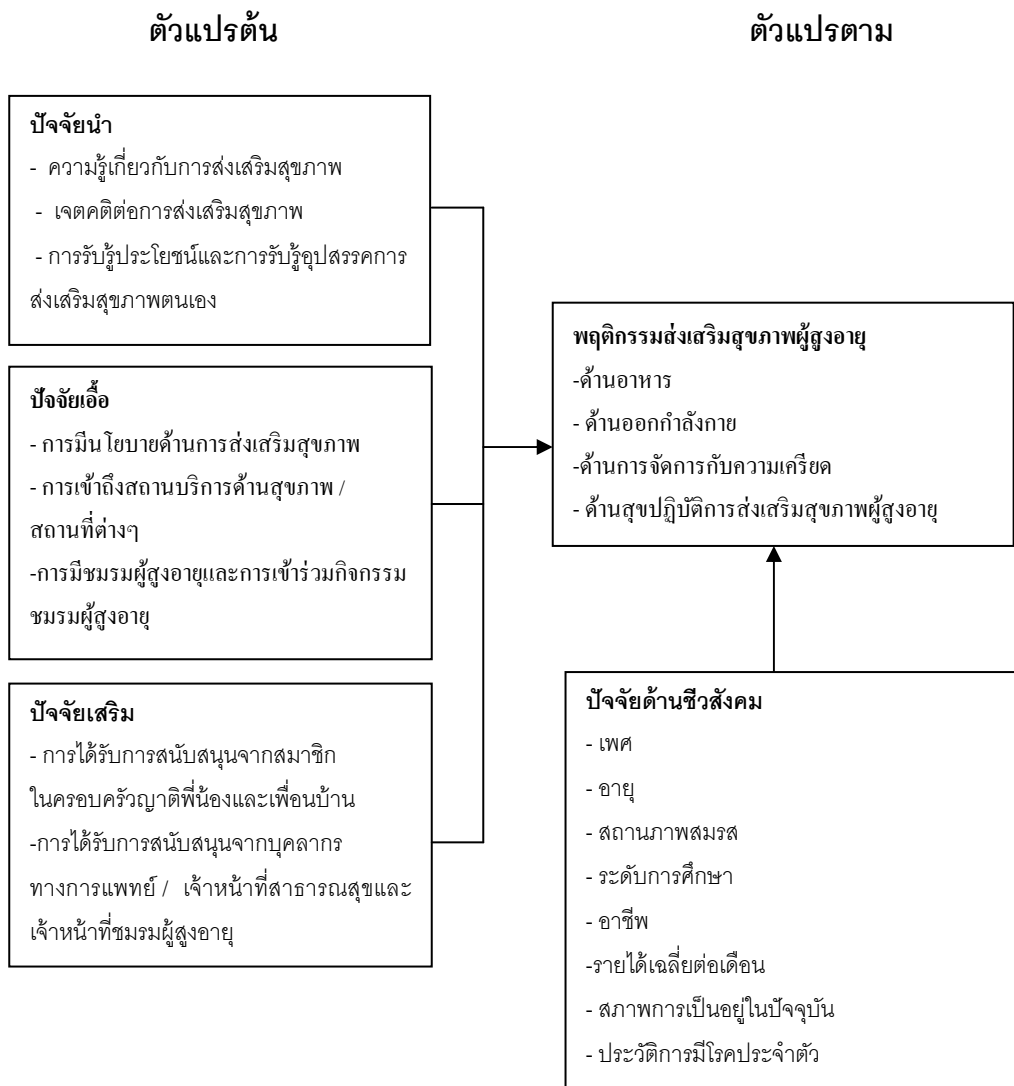 ตัวแปรต้น
ตัวแปรตาม
ปัจจัยนำ
- ความรู้เกี่ยวกับการส่งเสริมสุขภาพ
- เจตคติต่อการส่งเสริมสุขภาพ
- การรับรู้ประโยชน์และการรับรู้อุปสรรคการ
ส่งเสริมสุขภาพตนเอง
ปัจจัยเอื้อ
- การมีนโยบายด้านการส่งเสริมสุขภาพ
- การเข้าถึงสถานบริการด้านสุขภาพ /
สถานที่ต่างๆ
-การมีชมรมผู้สูงอายุและการเข้าร่วมกิจกรรม
ชมรมผู้สูงอายุ
ปัจจัยเสริม
- การได้รับการสนับสนุนจากสมาชิก
ในครอบครัวญาติพี่น้องและเพื่อนบ้าน
-การได้รับการสนับสนุนจากบุคลากร
ทางการแพทย์ / เจ้าหน้าที่สาธารณสุขและ
เจ้าหน้าที่ชมรมผู้สูงอายุ
พฤติกรรมส่งเสริมสุขภาพผู้สูงอายุ
-ด้านอาหาร
- ด้านออกกำลังกาย
-ด้านการจัดการกับความเครียด
- ด้านสุขปฏิบัติการส่งเสริมสุขภาพผู้สูงอายุ
ปัจจัยด้านชีวสังคม
- เพศ
- อายุ
- สถานภาพสมรส
- ระดับการศึกษา
- อาชีพ
-รายได้เฉลี่ยต่อเดือน
- สภาพการเป็นอยู่ในปัจจุบัน
- ประวัติการมีโรคประจำตัว